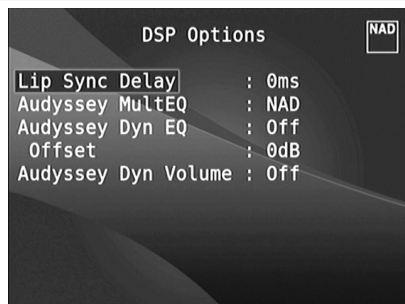 DSP Options
NAD
Lip Sync Delay : 0ms
Audyssey MultEQ : NAD
Audyssey Dyn EQ : Off
Offset : 0dB
Audyssey Dyn Volume : Off